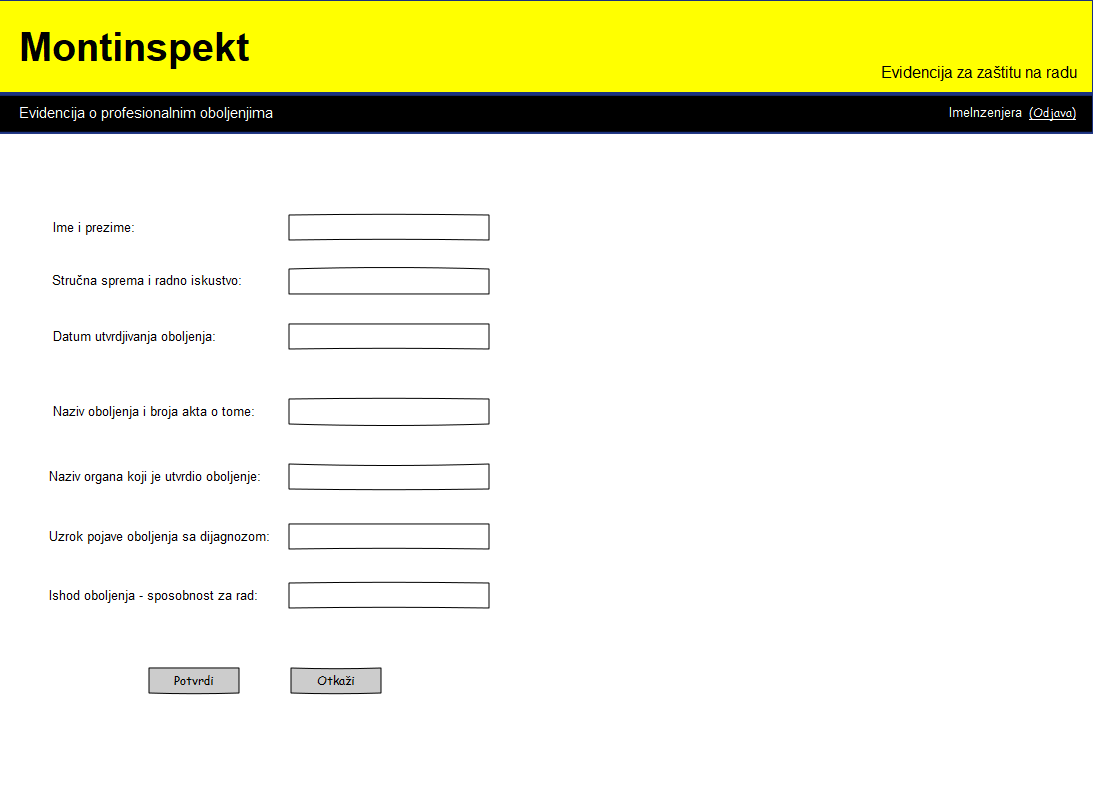 Montinspekt
Evidencija za zaštitu na radu
Evidencija o profesionalnim oboljenjima
ImeInzenjera (Odjava)
Ime i prezime:
Stručna sprema i radno iskustvo:
Datum utvrdjivanja oboljenja:
Naziv oboljenja i broja akta o tome:
Naziv organa koji je utvrdio oboljenje:
Uzrok pojave oboljenja sa dijagnozom:
Ishod oboljenja - sposobnost za rad:
Potvrdi Otkaži